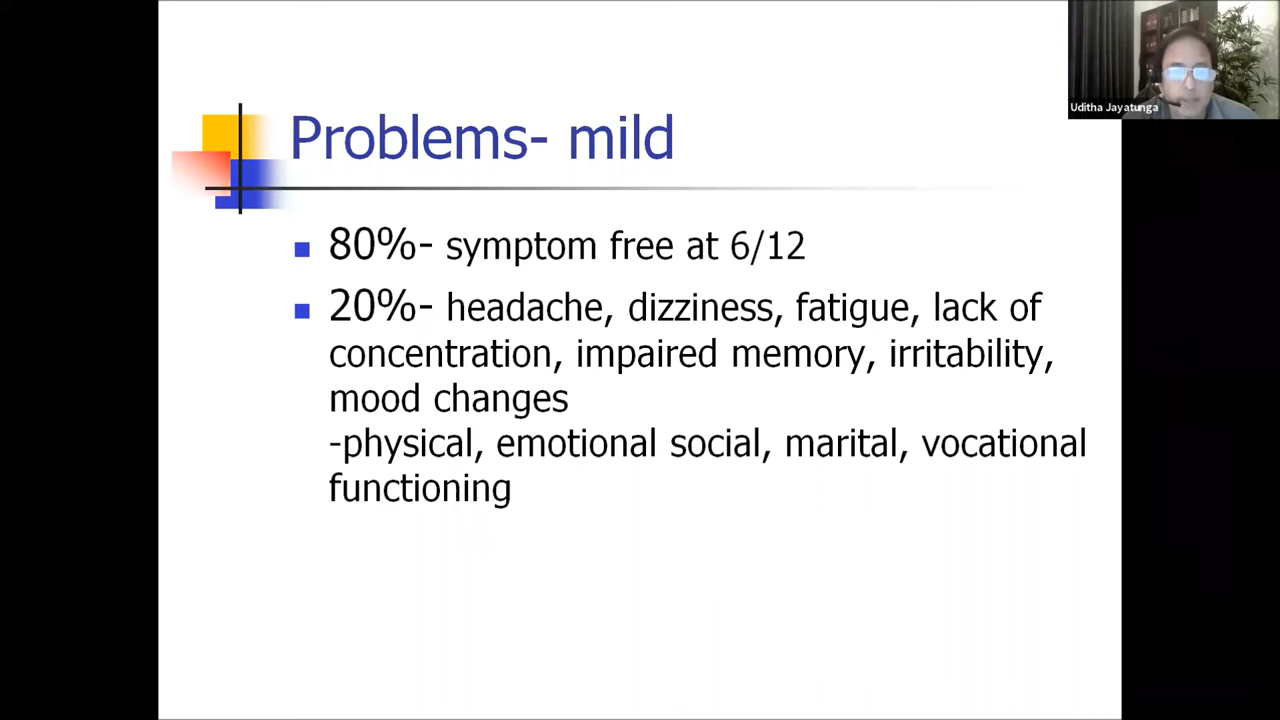 Uditha Jayatunga
Problems- mild
80%- symptom free at 6/12
20%- headache, dizziness, fatigue, lack of
concentration, impaired memory, irritability,
mood changes
-physical, emotional social, marital, vocational
functioning